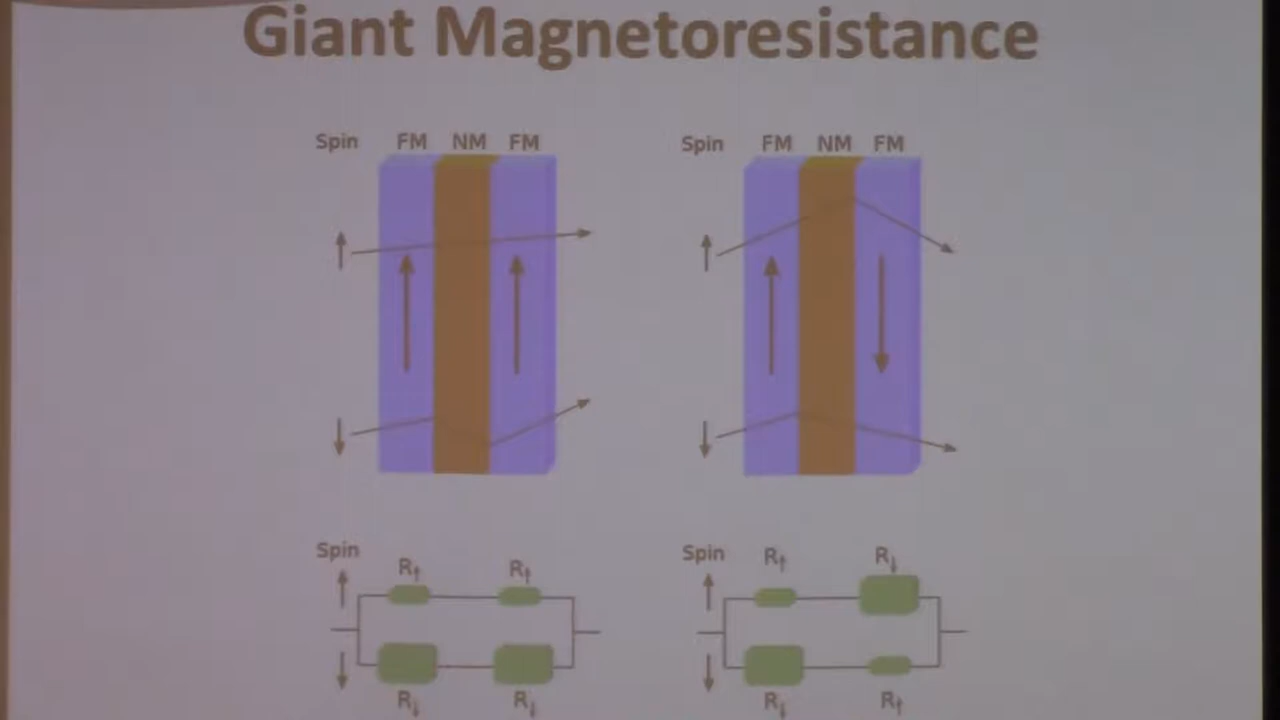 Giant Magnetoresistance
Spin FM NM FM
Spin FM NM FM
Spin R↑ R↑
Spin R↑ R↓
R↓ R↓
R↓ R↑